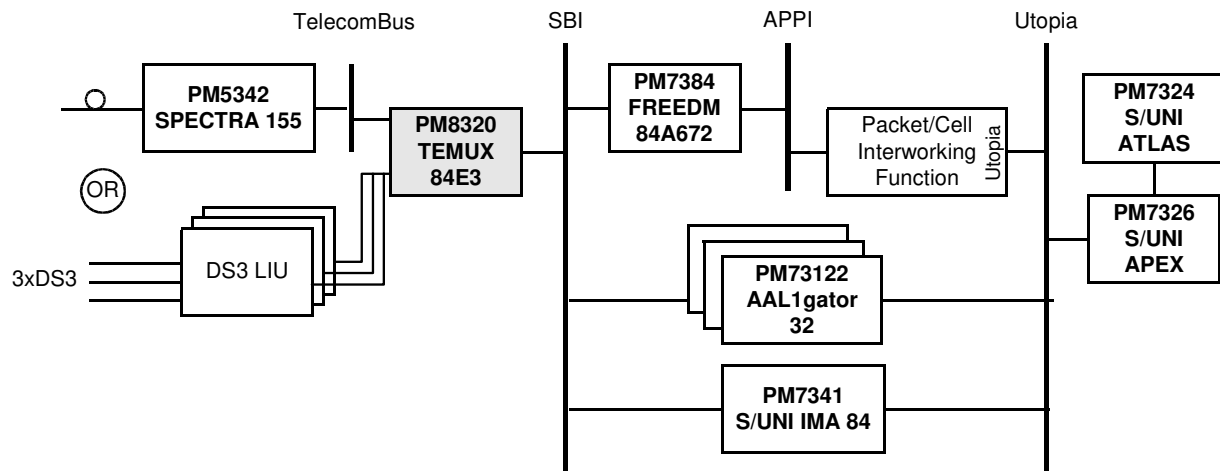 TelecomBus
SBI
APPI
Utopia
PM5342
SPECTRA 155
PM8320
TEMUX
84E3
PM7384
FREEDM
84A672
Packet/Cell
Interworking
Function
Utopia
PM7324
S/UNI
ATLAS
PM7326
S/UNI
APEX
OR
3xDS3
DS3 LIU
PM73122
AAL1gator
32
PM7341
S/UNI IMA 84